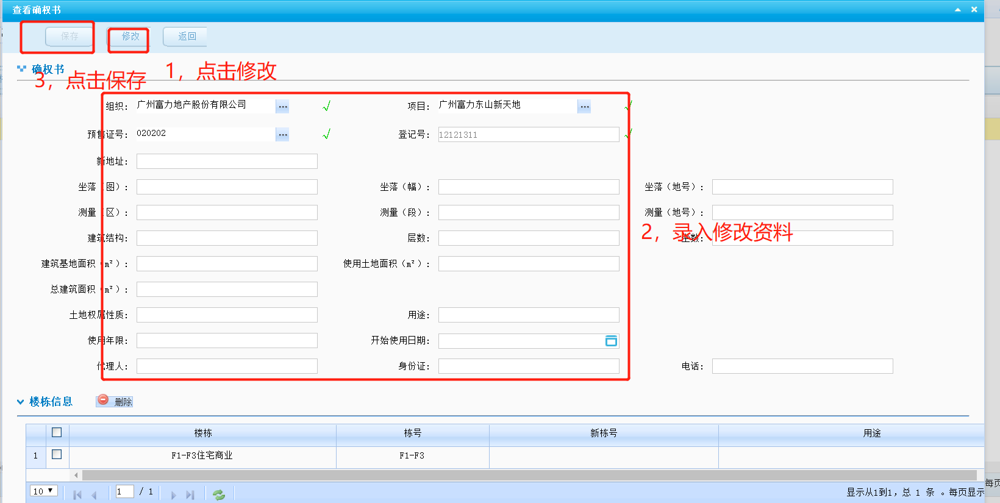 查看确权书
保存 修改 返回
确权书
3，点击保存 1，点击修改
组织： 广州富力地产股份有限公司 ... 项目： 广州富力东山新天地 ...
预售证号： 020202 ... 登记号： 12121311
新地址：
坐落（图）： 坐落（幅）： 坐落（地号）：
测量（区）： 测量（段）： 测量（地号）：
建筑结构： 层数：
2，录入修改资料
建筑基地面积（m²）： 使用土地面积（m²）：
总建筑面积（m²）：
土地权属性质： 用途：
使用年限： 开始使用日期：
代理人： 身份证： 电话：
楼栋信息 删除
楼栋 栋号 新栋号 用途
1 F1-F3住宅商业 F1-F3
10 1 / 1 显示从1到1，总 1 条 。每页显示
每页